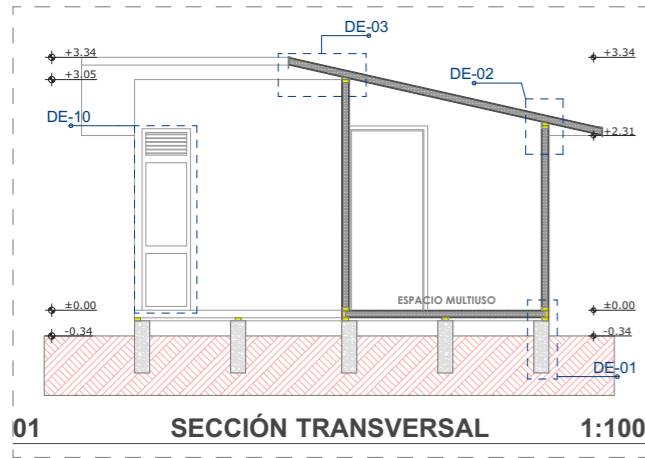 DE-03
+3.34
+3.34
+3.05
DE-02
DE-10
+2.31
ESPACIO MULTIUSO
±0.00
±0.00
-0.34
-0.34
DE-01
01 SECCIÓN TRANSVERSAL 1:100